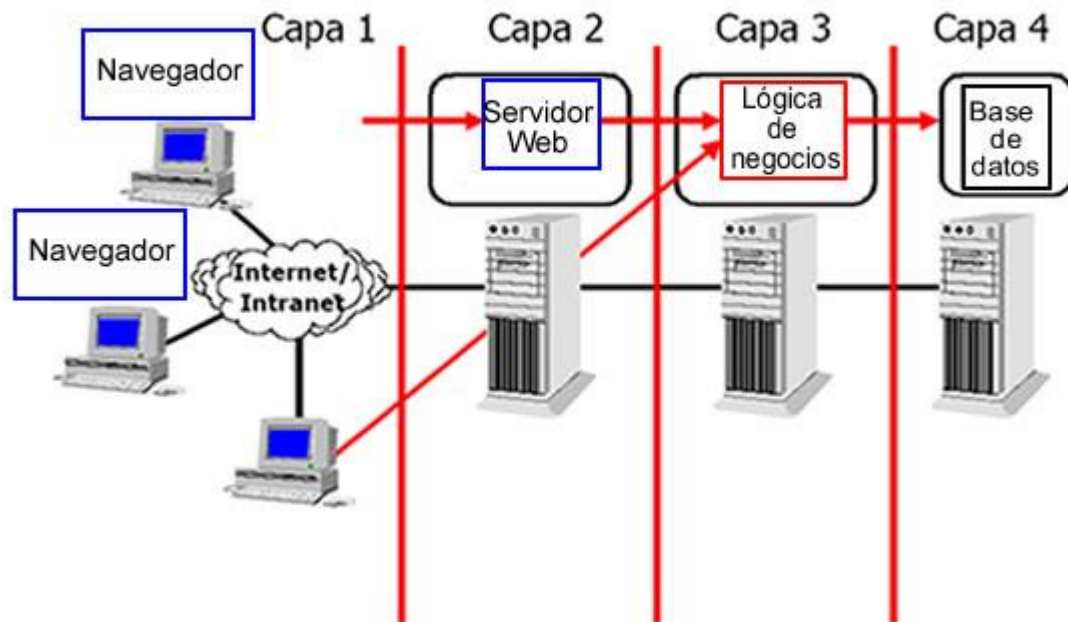 Capa 1
Capa 2
Capa 3
Capa 4
Navegador
Navegador
Internet/
Intranet
Servidor
Web
Lógica
de
negocios
Base
de
datos